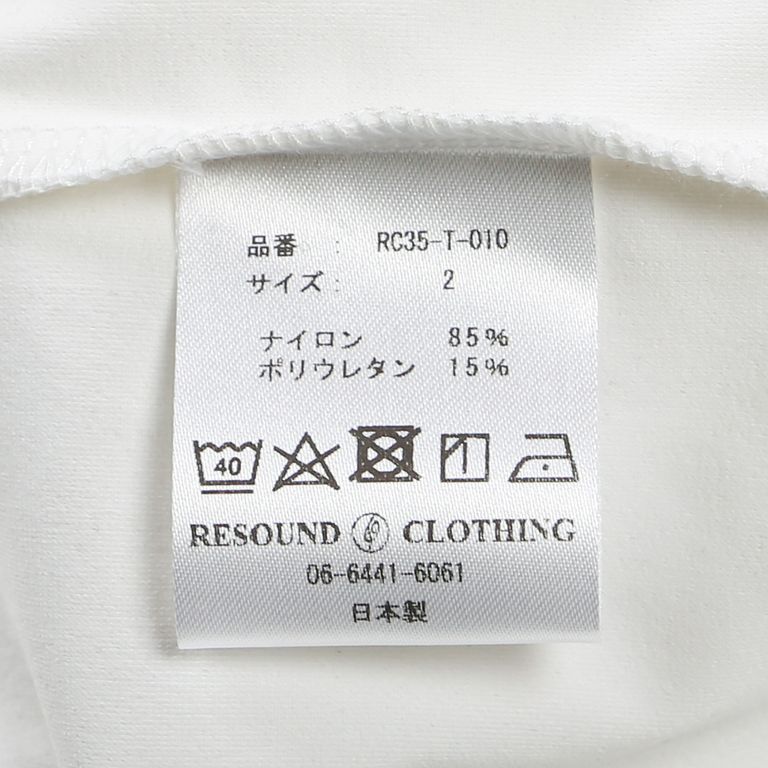 品番 : RC35-T-010
サイズ: 2
ナイロン 85%
ポリウレタン 15%
40
RESOUND CLOTHING
06-6441-6061
日本製